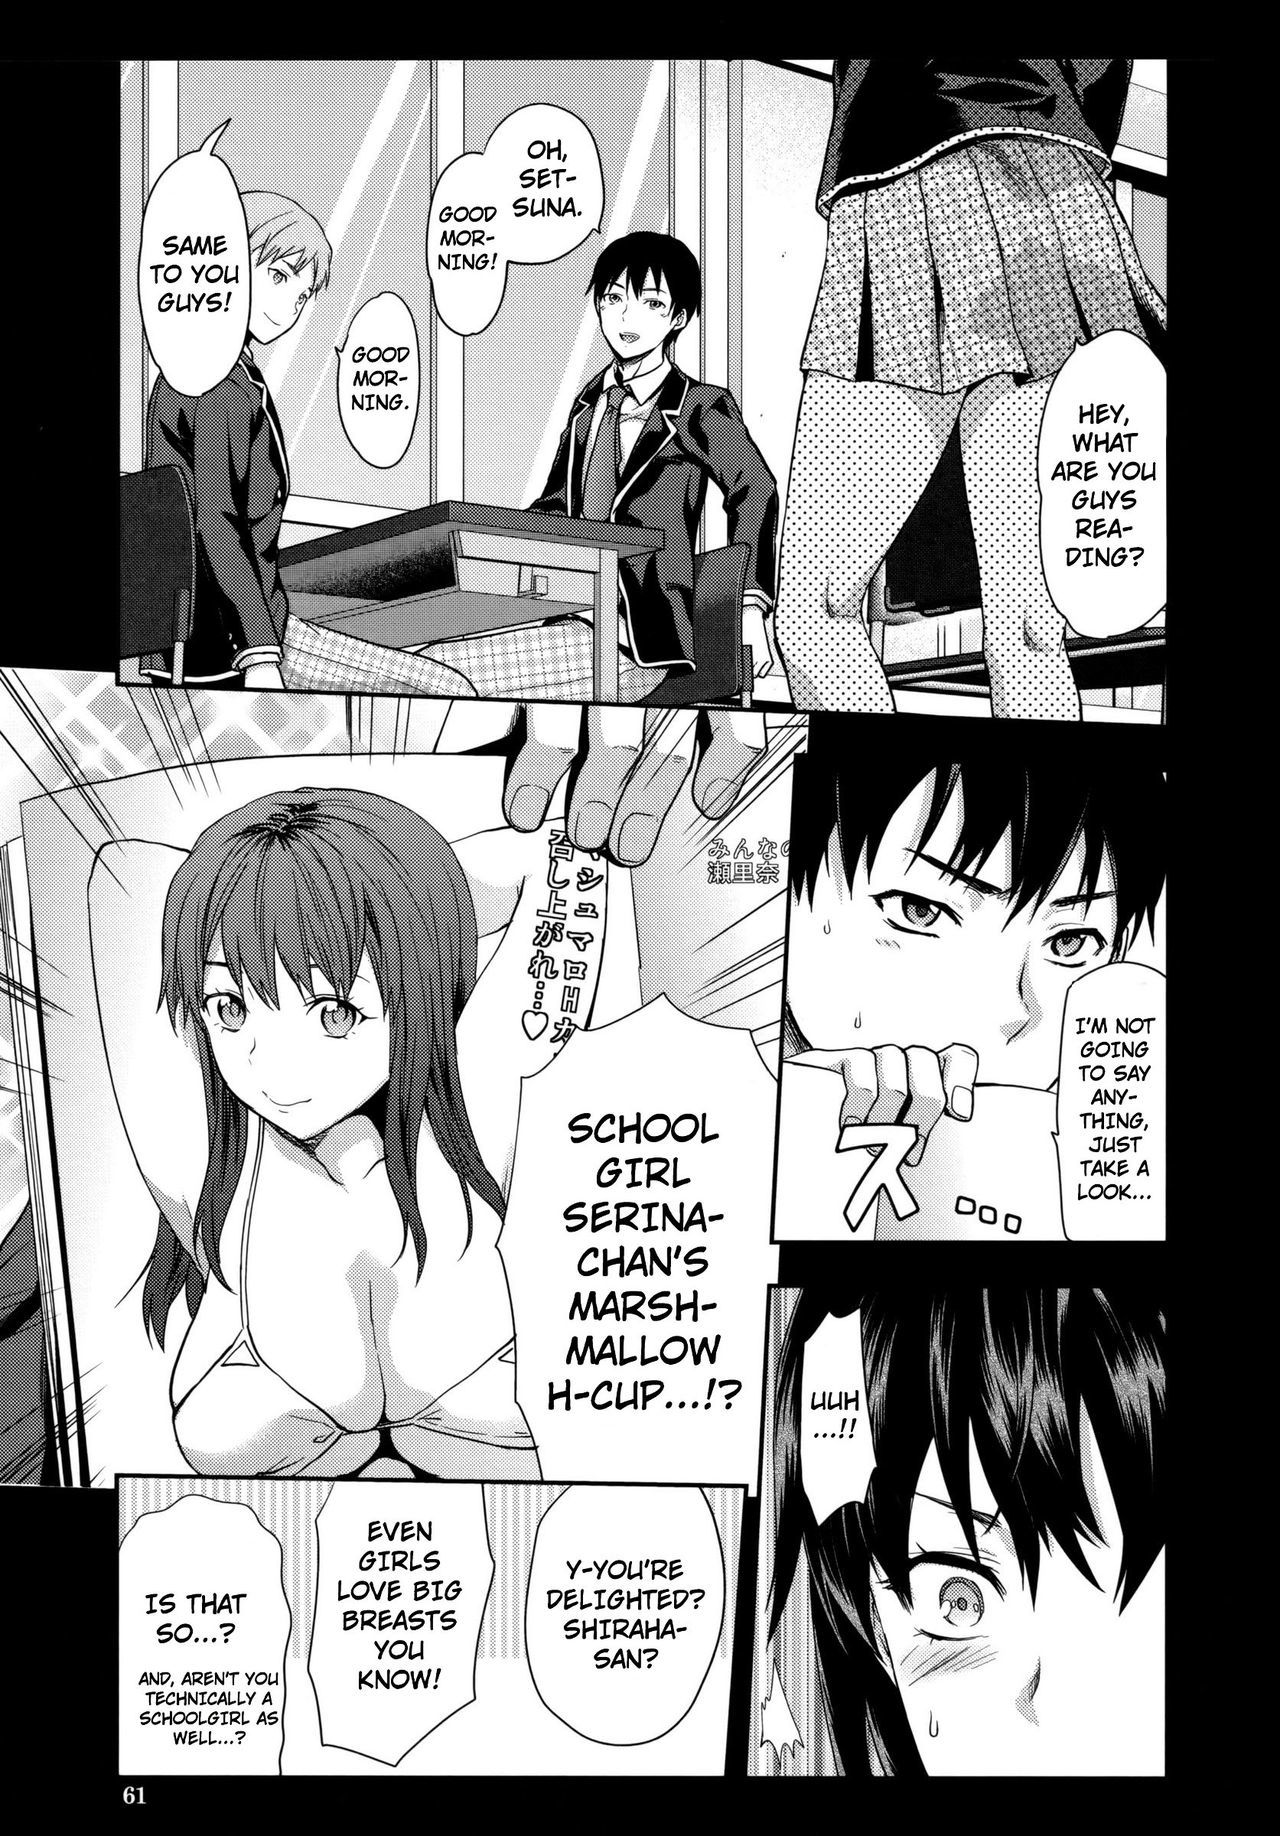 OH,
SET-
SUNA.
GOOD
MOR-
NING!
GOOD
MOR-
NING.
SAME
TO YOU
GUYS!
HEY,
WHAT
ARE YOU
GUYS
REA-
DING?
I'M NOT
GOING
TO SAY
ANY-
THING,
JUST
TAKE A
LOOK...
ス...
みんなの
瀬里奈
シュマロHカ
召し上がれ…♡
SCHOOL
GIRL
SERINA-
CHAN'S
MARSH-
MALLOW
H-CUP...!?
UUH
...!!
Y-YOU'RE
DELIGHTED?
SHIRAHA-
SAN?
EVEN
GIRLS
LOVE BIG
BREASTS
YOU
KNOW!
IS THAT
SO...?
AND, AREN'T YOU
TECHNICALLY A
SCHOOLGIRL AS
WELL...?
61